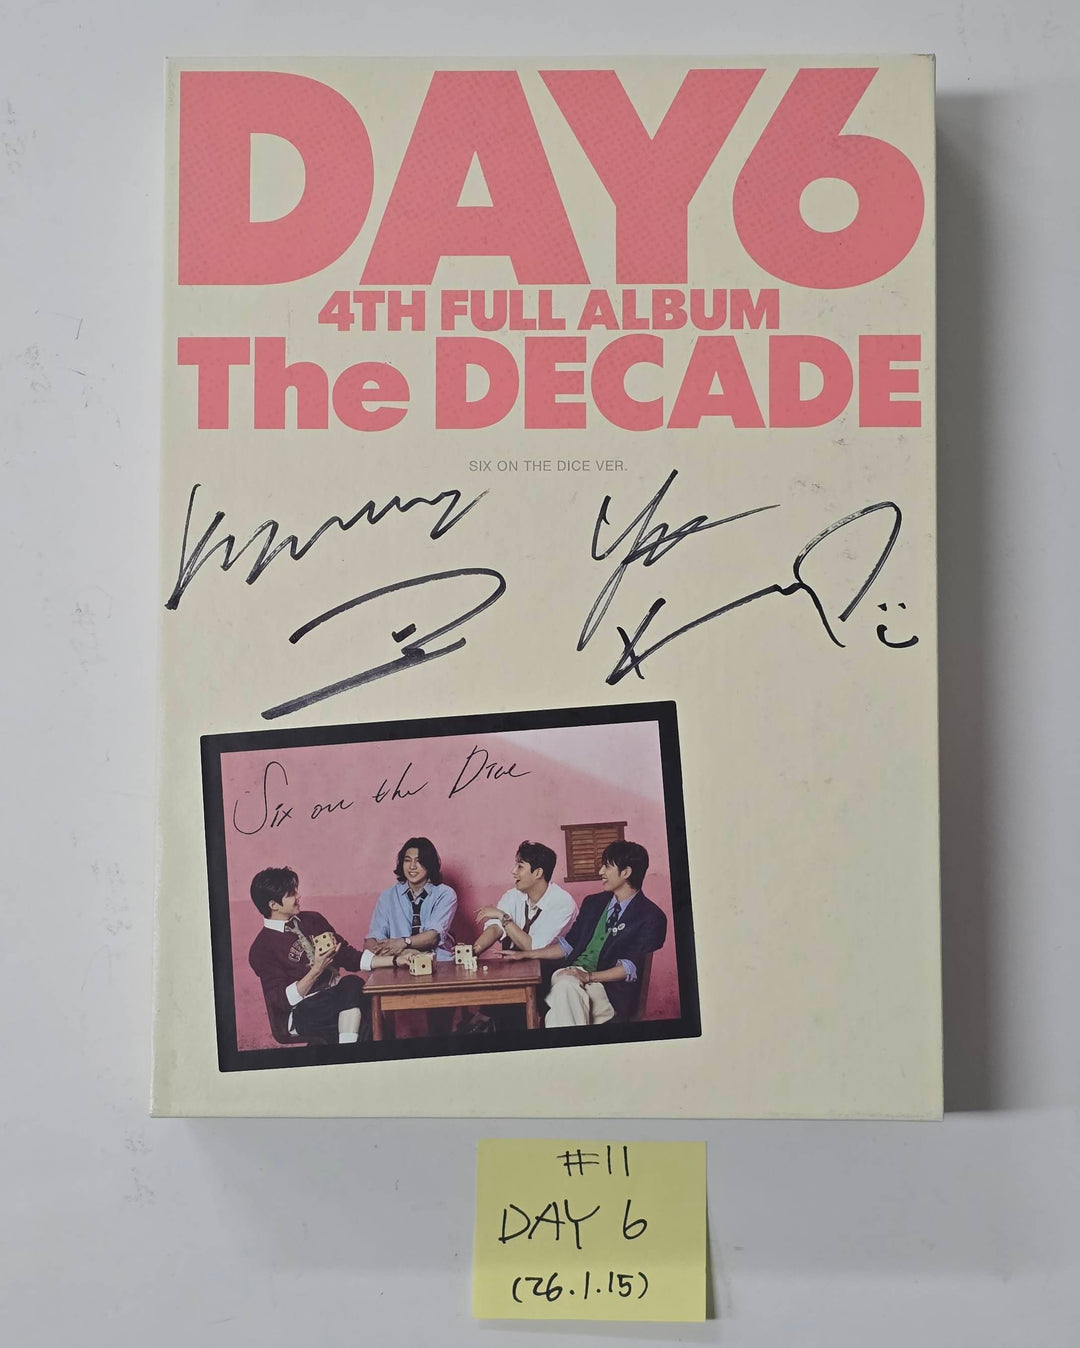 DAY6
4TH FULL ALBUM
The DECADE
SIX ON THE DICE VER.
Six on the Dice
#11
DAY 6
(26.1.15)